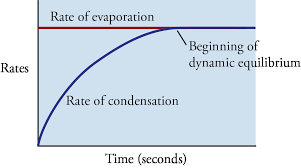 Rate of evaporation
Beginning of
dynamic equilibrium
Rates
Rate of condensation
Time (seconds)